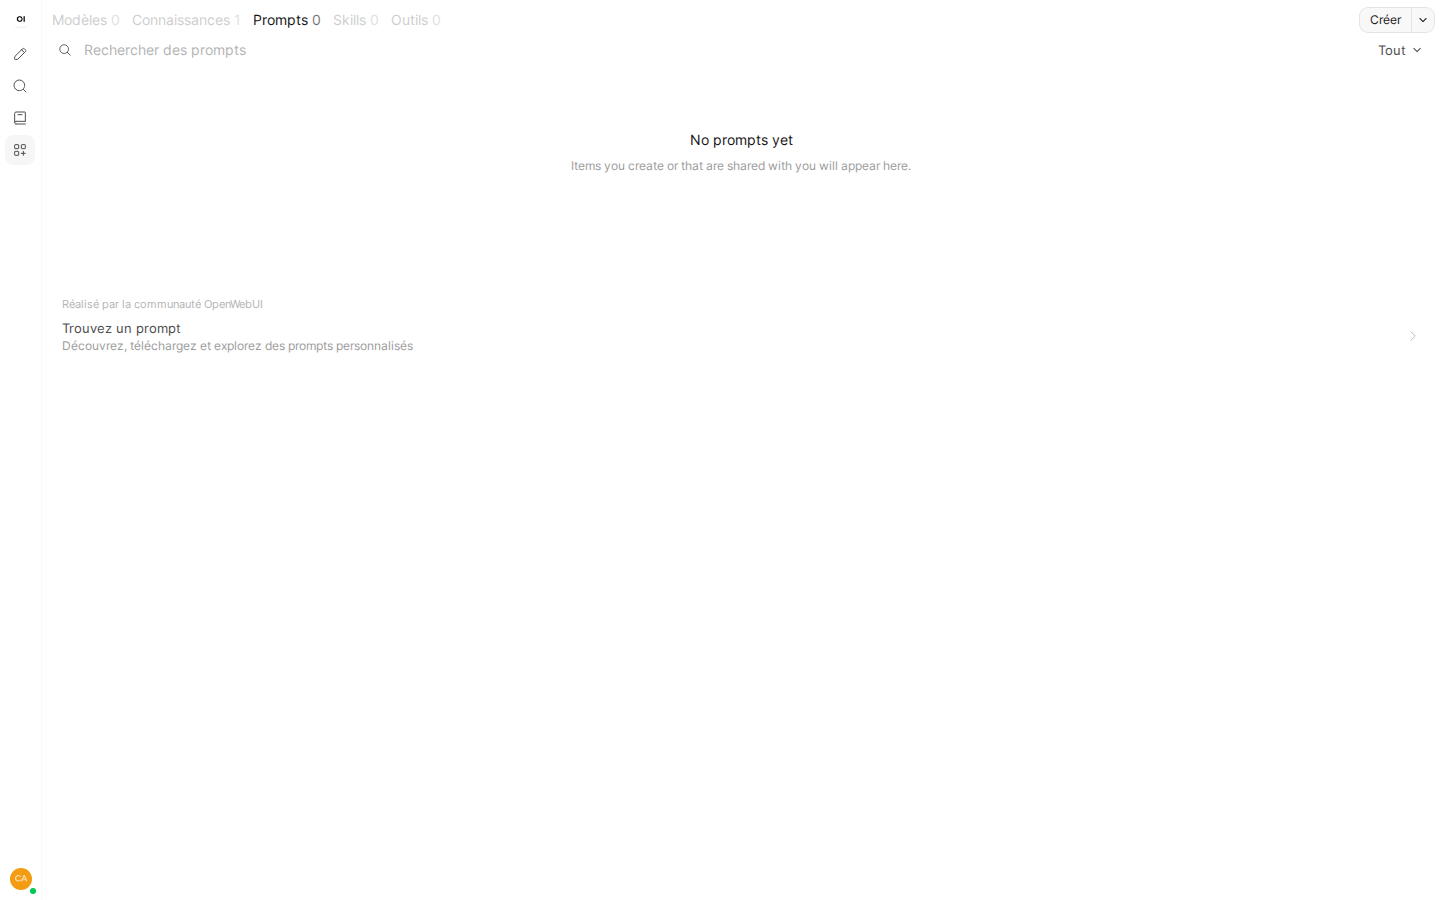 OI
Modèles 0 Connaissances 1 Prompts 0 Skills 0 Outils 0
Créer
Rechercher des prompts
Tout
No prompts yet
Items you create or that are shared with you will appear here.
Réalisé par la communauté OpenWebUI
Trouvez un prompt
Découvrez, téléchargez et explorez des prompts personnalisés
CA